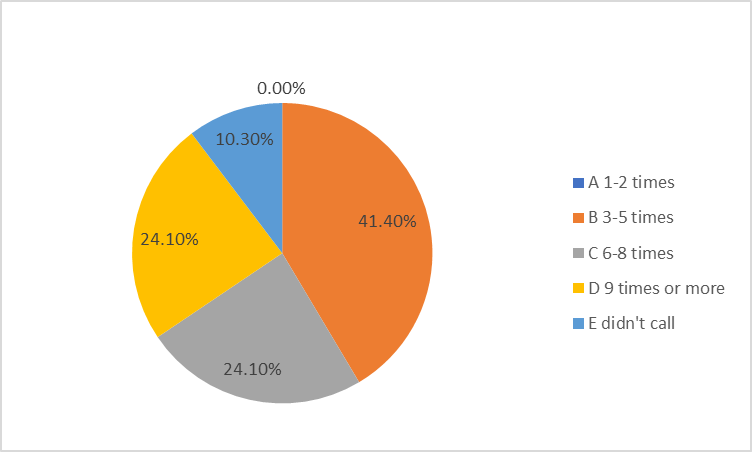 0.00%
10.30%
41.40%
24.10%
24.10%
A 1-2 times
B 3-5 times
C 6-8 times
D 9 times or more
E didn't call